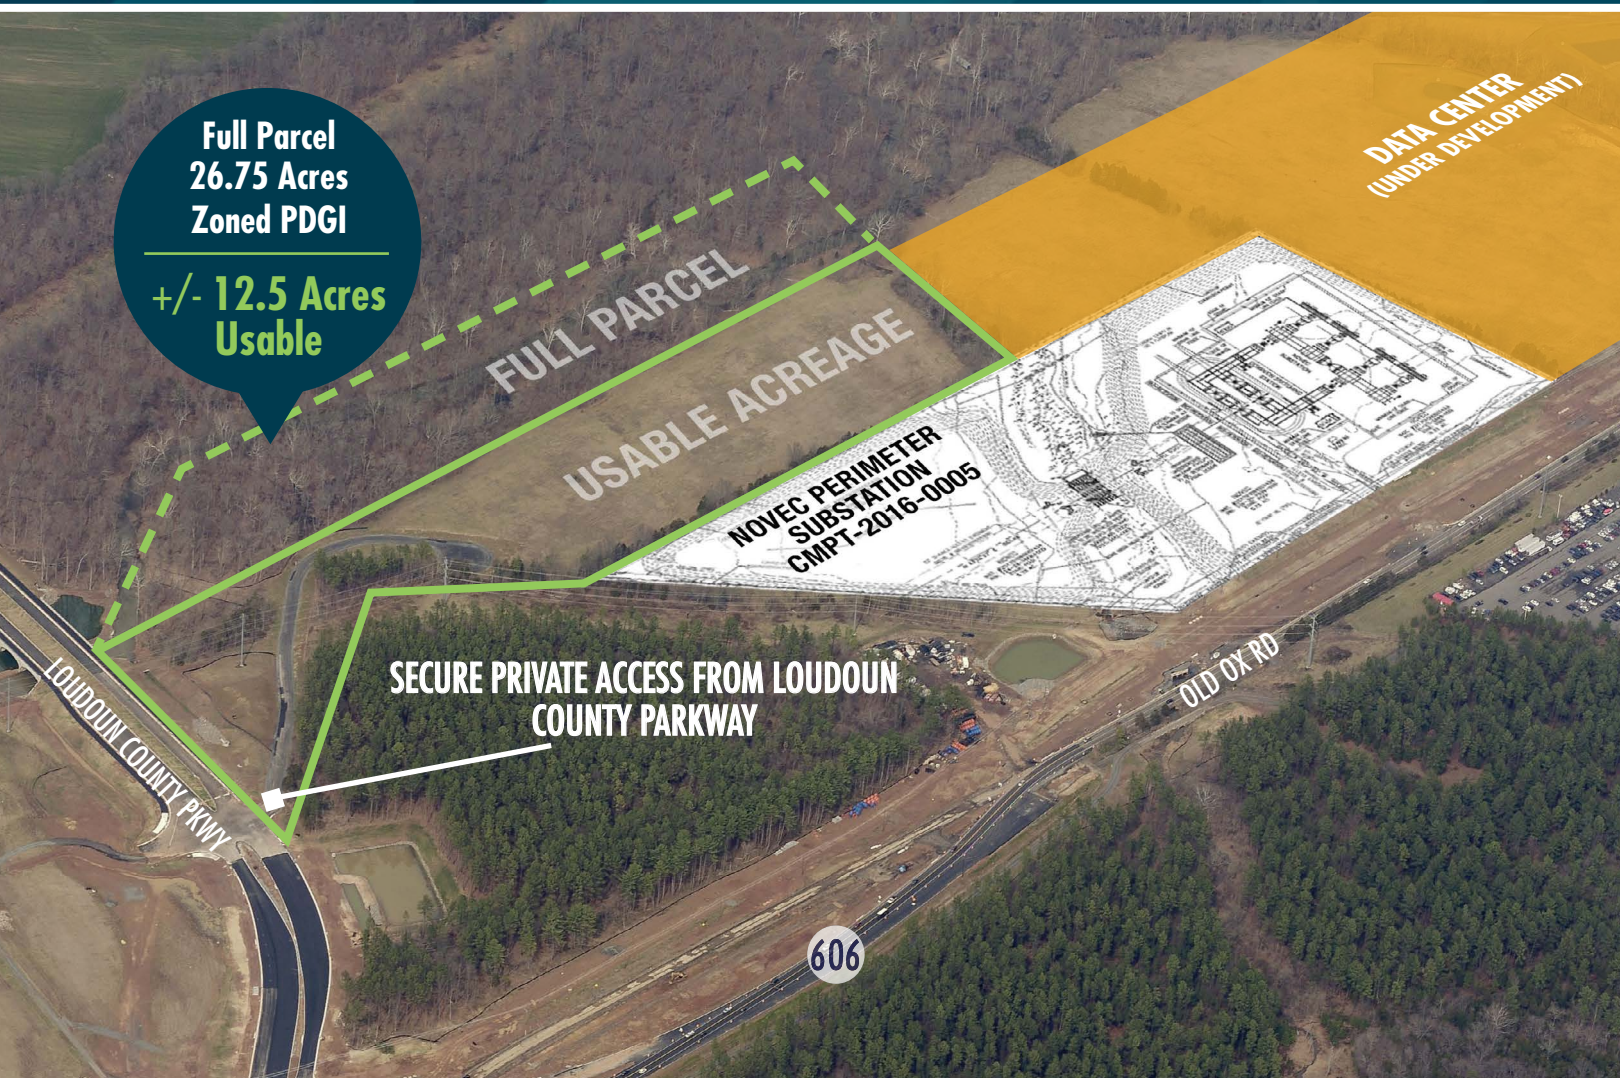 Full Parcel
26.75 Acres
Zoned PDGI
+/- 12.5 Acres
Usable
DATA CENTER
(UNDER DEVELOPMENT)
FULL PARCEL
USABLE ACREAGE
NOVEC PERIMETER
SUBSTATION
CMPT-2016-0005
SECURE PRIVATE ACCESS FROM LOUDOUN
COUNTY PARKWAY
LOUDOUN COUNTY PKWY
OLD OX RD
606